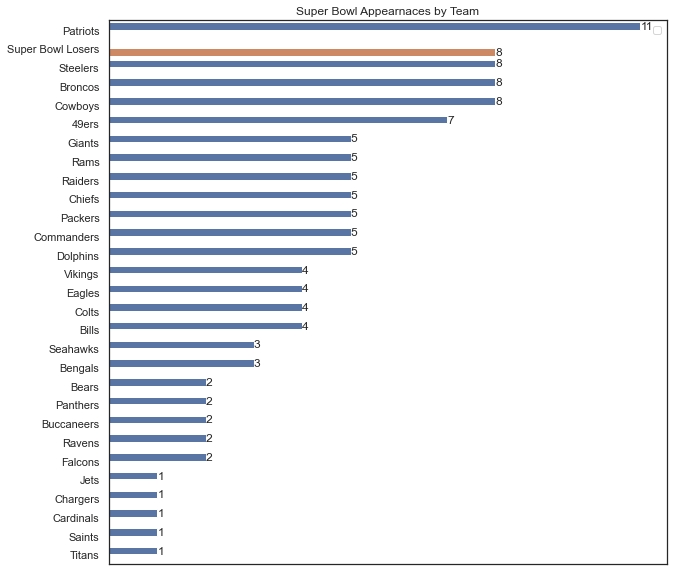 Super Bowl Appearnaces by Team
Patriots 11
Super Bowl Losers 8
Steelers 8
Broncos 8
Cowboys 8
49ers 7
Giants 5
Rams 5
Raiders 5
Chiefs 5
Packers 5
Commanders 5
Dolphins 5
Vikings 4
Eagles 4
Colts 4
Bills 4
Seahawks 3
Bengals 3
Bears 2
Panthers 2
Buccaneers 2
Ravens 2
Falcons 2
Jets 1
Chargers 1
Cardinals 1
Saints 1
Titans 1